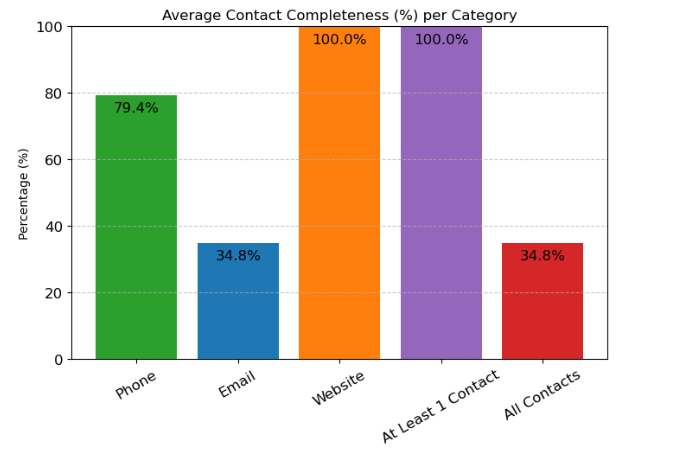 Average Contact Completeness (%) per Category
Percentage (%)
100
80
60
40
20
0
79.4%
34.8%
100.0%
100.0%
34.8%
Phone
Email
Website
At Least 1 Contact
All Contacts